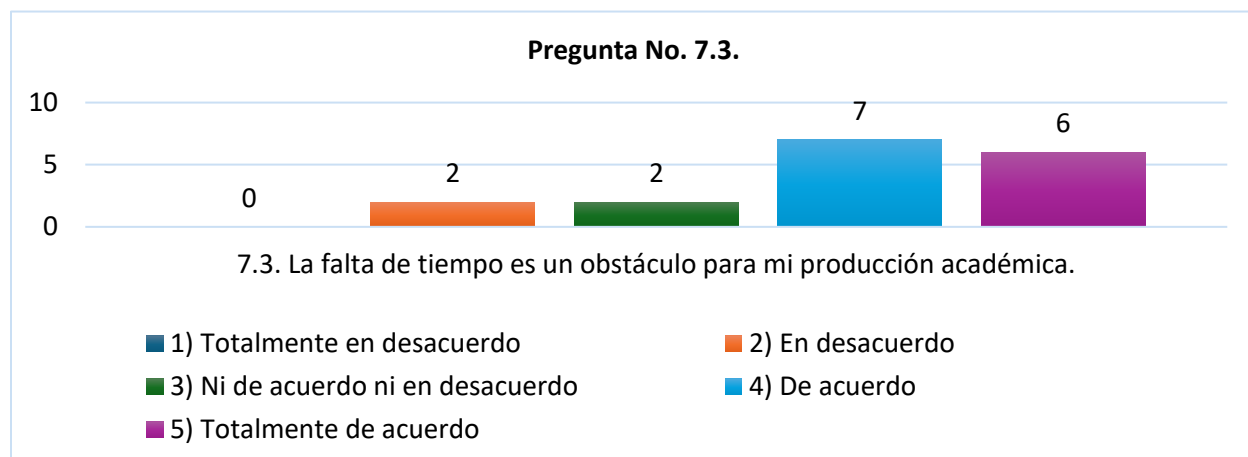 Pregunta No. 7.3.
10
5
0
0
2
2
7
6
7.3. La falta de tiempo es un obstáculo para mi producción académica.
1) Totalmente en desacuerdo
2) En desacuerdo
3) Ni de acuerdo ni en desacuerdo
4) De acuerdo
5) Totalmente de acuerdo